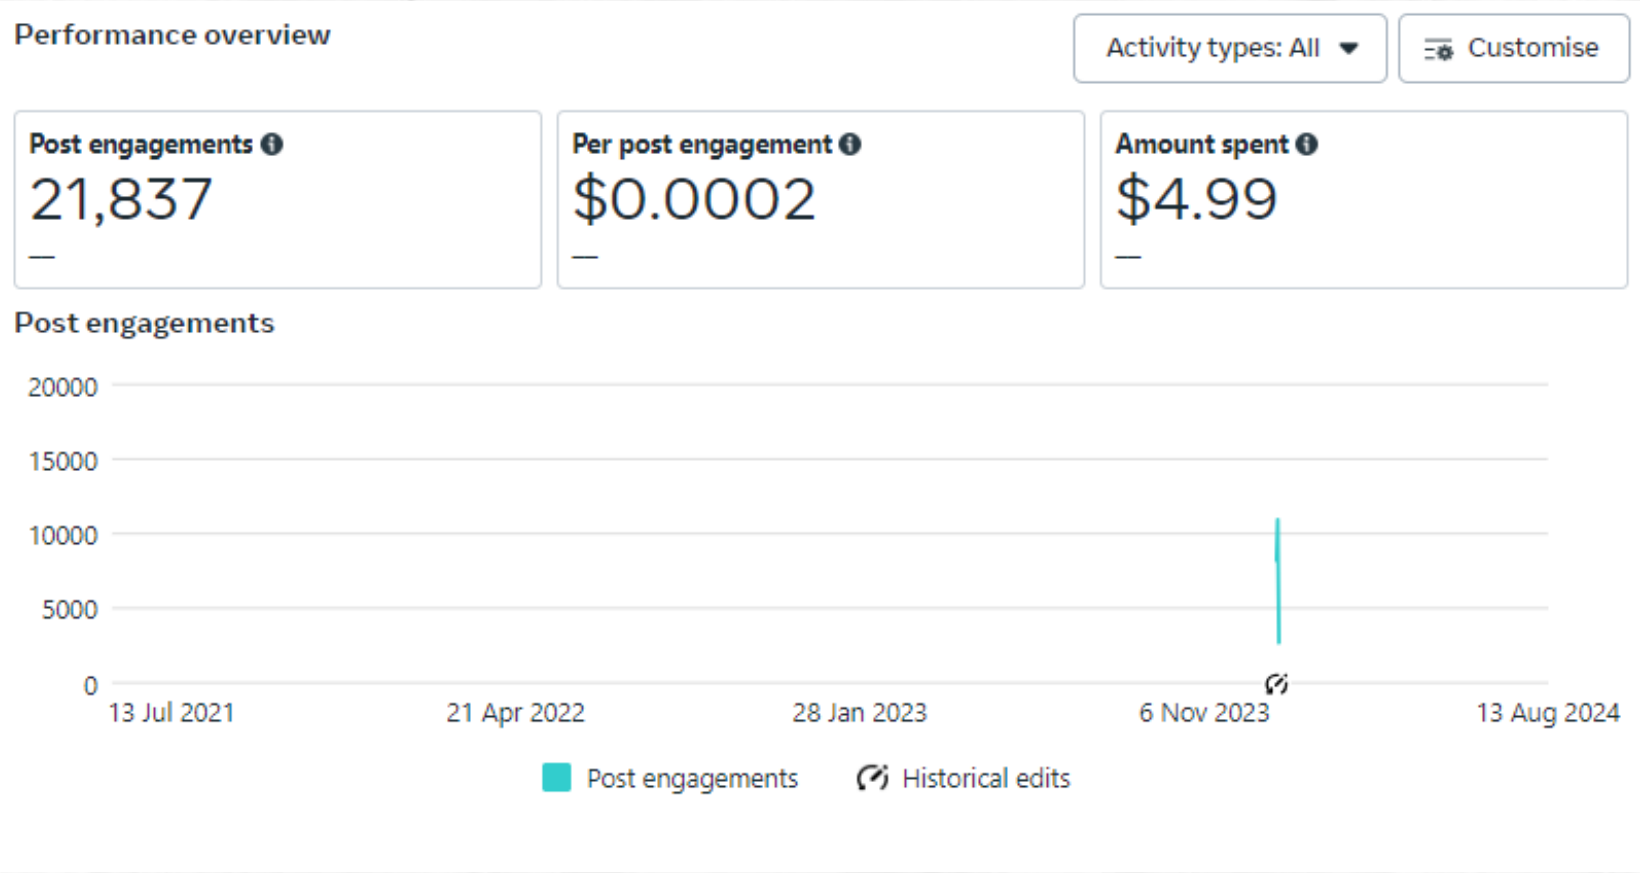 Performance overview
Activity types: All
Customise
Post engagements
21,837
—
Per post engagement
$0.0002
—
Amount spent
$4.99
—
Post engagements
20000
15000
10000
5000
0
13 Jul 2021 21 Apr 2022 28 Jan 2023 6 Nov 2023 13 Aug 2024
Post engagements Historical edits